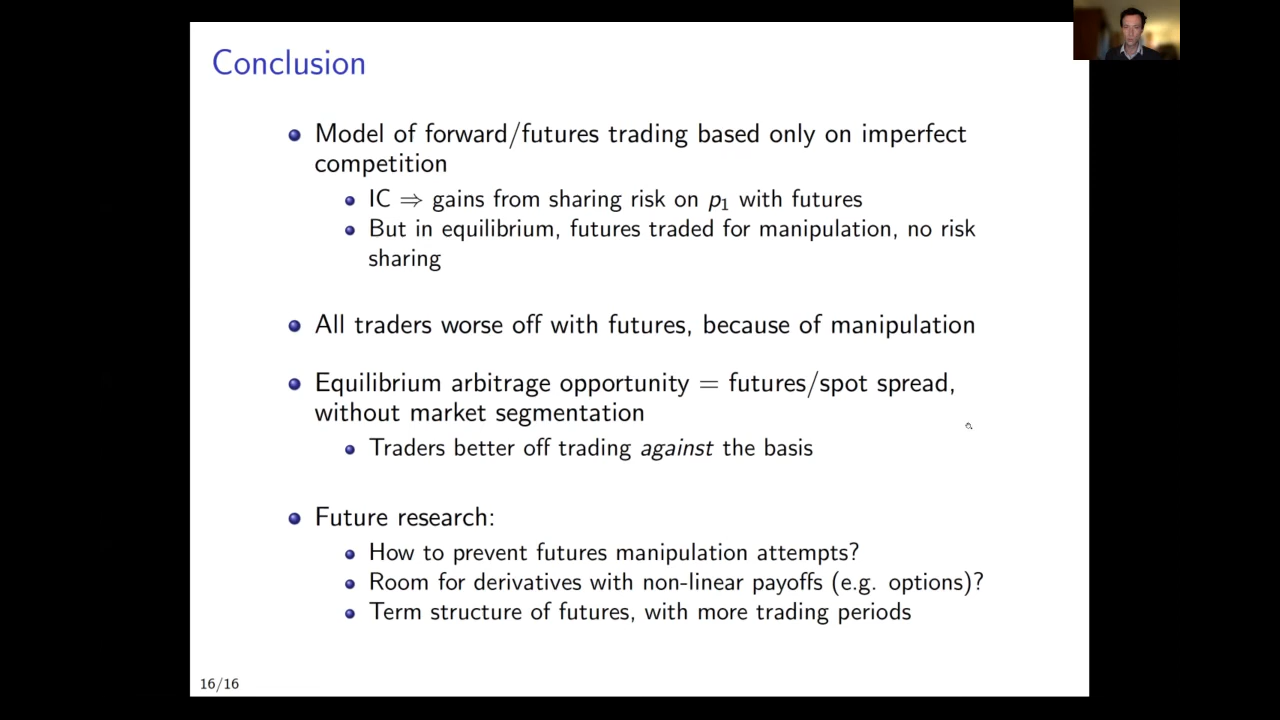 Conclusion
Model of forward/futures trading based only on imperfect
competition
IC ⇒ gains from sharing risk on p₁ with futures
But in equilibrium, futures traded for manipulation, no risk
sharing
All traders worse off with futures, because of manipulation
Equilibrium arbitrage opportunity = futures/spot spread,
without market segmentation
Traders better off trading against the basis
Future research:
How to prevent futures manipulation attempts?
Room for derivatives with non-linear payoffs (e.g. options)?
Term structure of futures, with more trading periods
16/16